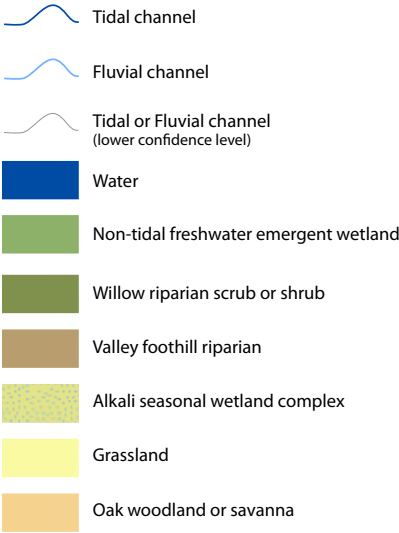 Tidal channel
Fluvial channel
Tidal or Fluvial channel
(lower confidence level)
Water
Non-tidal freshwater emergent wetland
Willow riparian scrub or shrub
Valley foothill riparian
Alkali seasonal wetland complex
Grassland
Oak woodland or savanna